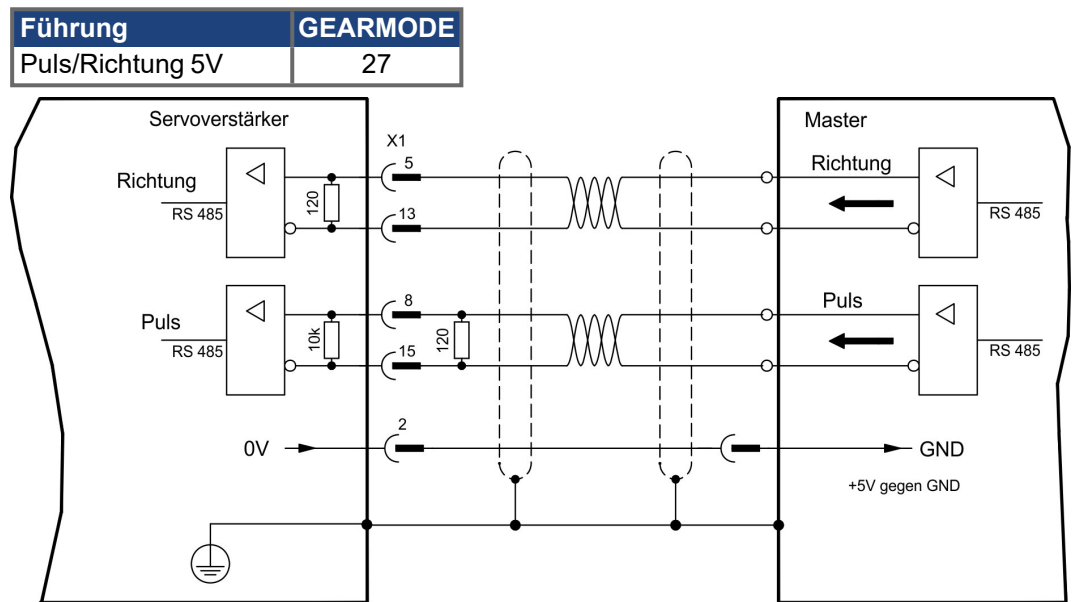 Führung GEARMODE
Puls/Richtung 5V 27
Servoverstärker
Master
X1
Richtung
RS 485
120
5
13
Richtung
RS 485
Puls
RS 485
10k
8
15
120
Puls
RS 485
0V
2
GND
+5V gegen GND